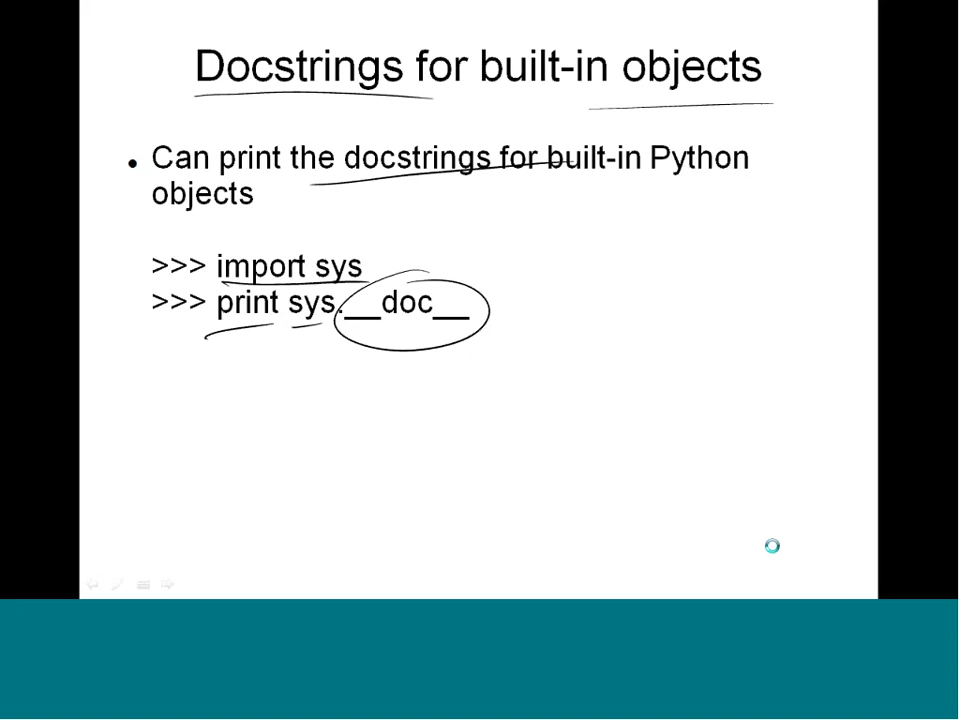 Docstrings for built-in objects
• Can print the docstrings for built-in Python
objects
>>> import sys
>>> print sys.__doc__